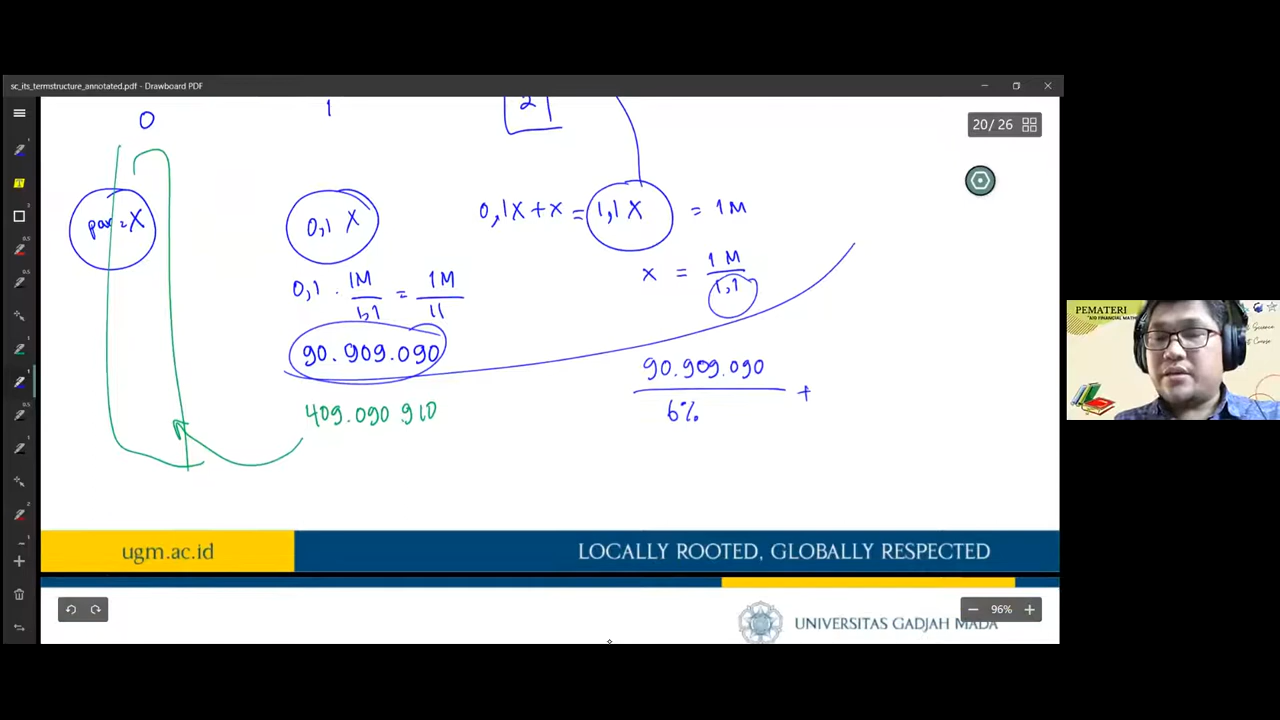 sc_its_termstructure_annotated.pdf - Drawboard PDF
20 / 26
0
1
2
par = X
0,1 X
0,1X + X = 1,1X = 1M
0,1 . 1M / 1,1 = 1M / 11
X = 1M / 1,1
90.909.090
90.909.090 / 6% +
409.090.910
ugm.ac.id
LOCALLY ROOTED, GLOBALLY RESPECTED
UNIVERSITAS GADJAH MADA
96%
PEMATERI